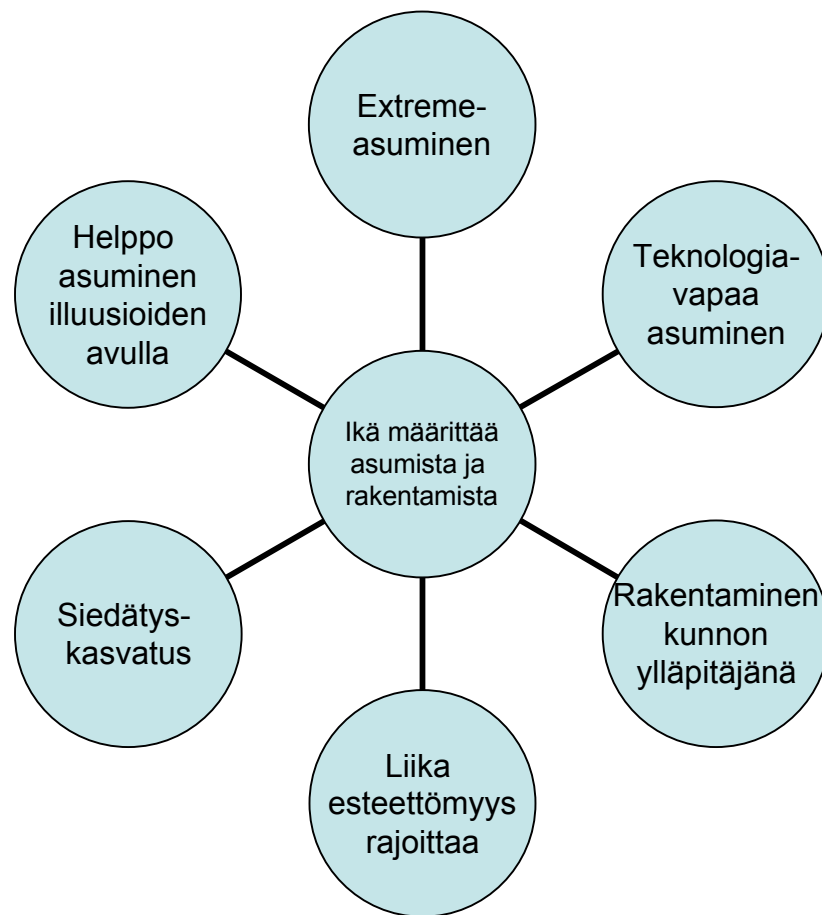 Extreme-
asuminen
Helppo
asuminen
illuusioiden
avulla
Teknologia-
vapaa
asuminen
Ikä määrittää
asumista ja
rakentamista
Siedätys-
kasvatus
Rakentaminen
kunnon
ylläpitäjänä
Liika
esteettömyys
rajoittaa